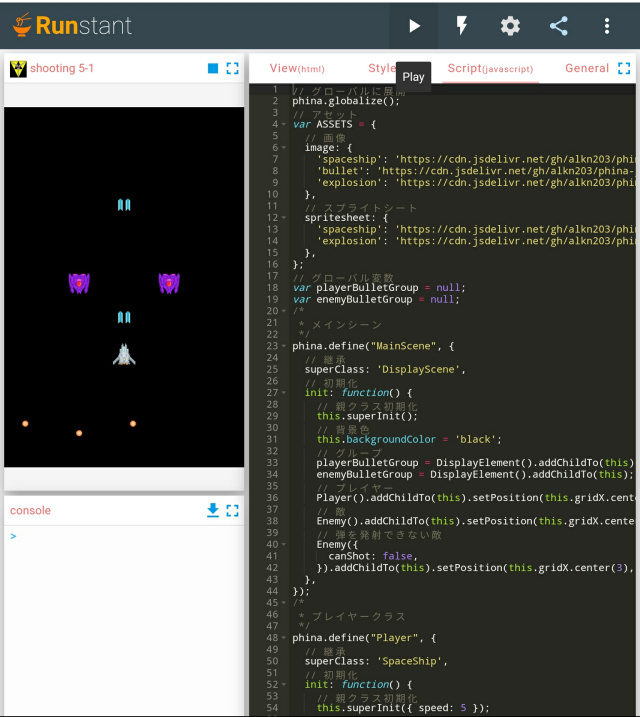 Runstant
shooting 5-1
View(html)
Style
Script(javascript)
General
Play
console
>
1 // グローバルに展開
2 phina.globalize();
3 // アセット
4 var ASSETS = {
5 // 画像
6 image: {
7 'spaceship': 'https://cdn.jsdelivr.net/gh/alkn203/phi
8 'bullet': 'https://cdn.jsdelivr.net/gh/alkn203/phina-
9 'explosion': 'https://cdn.jsdelivr.net/gh/alkn203/phi
10 },
11 // スプライトシート
12 spritesheet: {
13 'spaceship': 'https://cdn.jsdelivr.net/gh/alkn203/phi
14 'explosion': 'https://cdn.jsdelivr.net/gh/alkn203/phi
15 },
16 };
17 // グローバル変数
18 var playerBulletGroup = null;
19 var enemyBulletGroup = null;
20 /*
21 * メインシーン
22 */
23 phina.define("MainScene", {
24 // 継承
25 superClass: 'DisplayScene',
26 // 初期化
27 init: function() {
28 // 親クラス初期化
29 this.superInit();
30 // 背景色
31 this.backgroundColor = 'black';
32 // グループ
33 playerBulletGroup = DisplayElement().addChildTo(this)
34 enemyBulletGroup = DisplayElement().addChildTo(this);
35 // プレイヤー
36 Player().addChildTo(this).setPosition(this.gridX.cent
37 // 敵
38 Enemy().addChildTo(this).setPosition(this.gridX.cente
39 // 弾を発射できない敵
40 Enemy({
41 canShot: false,
42 }).addChildTo(this).setPosition(this.gridX.center(3),
43 },
44 });
45 /*
46 * プレイヤークラス
47 */
48 phina.define("Player", {
49 // 継承
50 superClass: 'SpaceShip',
51 // 初期化
52 init: function() {
53 // 親クラス初期化
54 this.superInit({ speed: 5 });